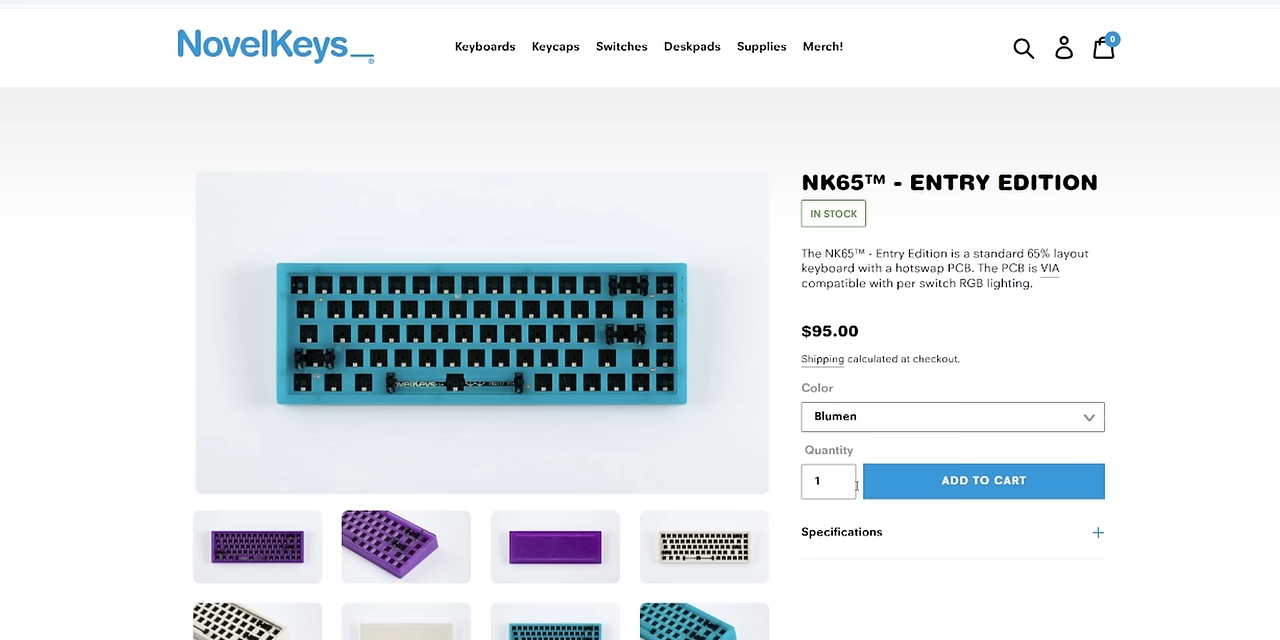 NovelKeys_®
Keyboards Keycaps Switches Deskpads Supplies Merch!
0
NK65™ - ENTRY EDITION
IN STOCK
The NK65™ - Entry Edition is a standard 65% layout
keyboard with a hotswap PCB. The PCB is VIA
compatible with per switch RGB lighting.
$95.00
Shipping calculated at checkout.
Color
Blumen
Quantity
1
ADD TO CART
Specifications